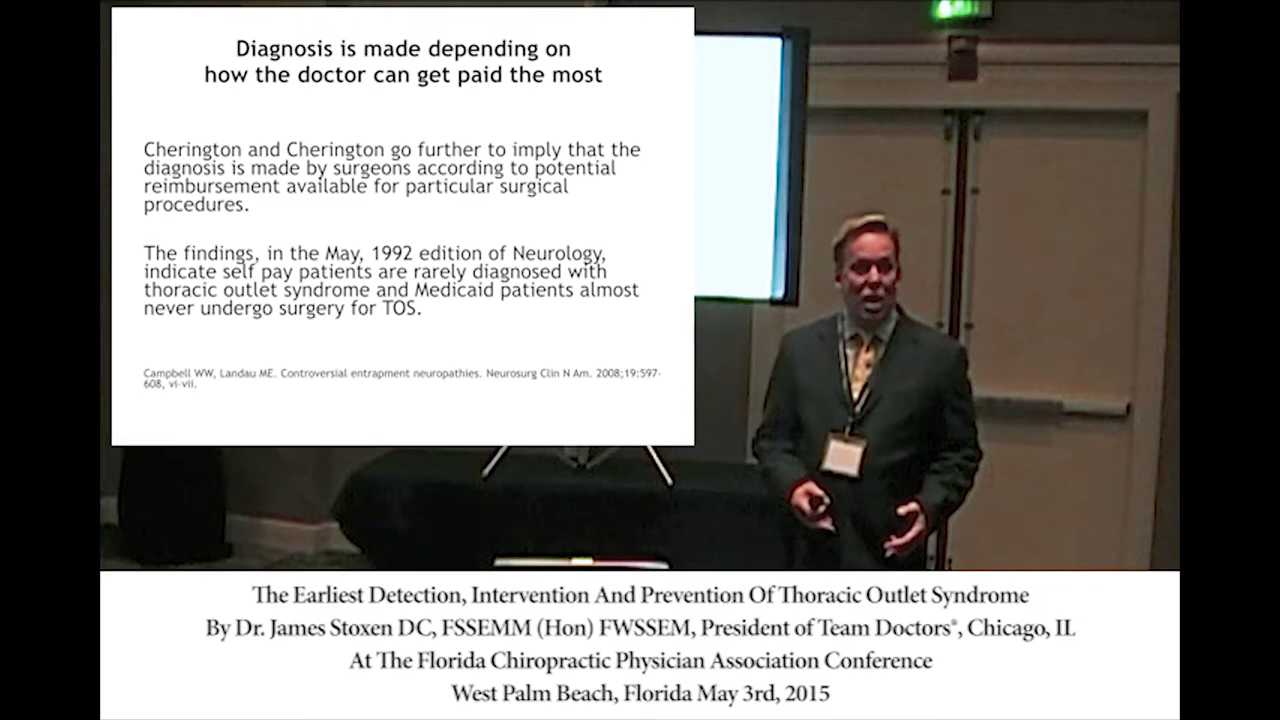 Diagnosis is made depending on
how the doctor can get paid the most
Cherington and Cherington go further to imply that the
diagnosis is made by surgeons according to potential
reimbursement available for particular surgical
procedures.
The findings, in the May, 1992 edition of Neurology,
indicate self pay patients are rarely diagnosed with
thoracic outlet syndrome and Medicaid patients almost
never undergo surgery for TOS.
Campbell WW, Landau ME. Controversial entrapment neuropathies. Neurosurg Clin N Am. 2008;19:597-
608, vi-vii.
The Earliest Detection, Intervention And Prevention Of Thoracic Outlet Syndrome
By Dr. James Stoxen DC, FSSEMM (Hon) FWSSEM, President of Team Doctors®, Chicago, IL
At The Florida Chiropractic Physician Association Conference
West Palm Beach, Florida May 3rd, 2015